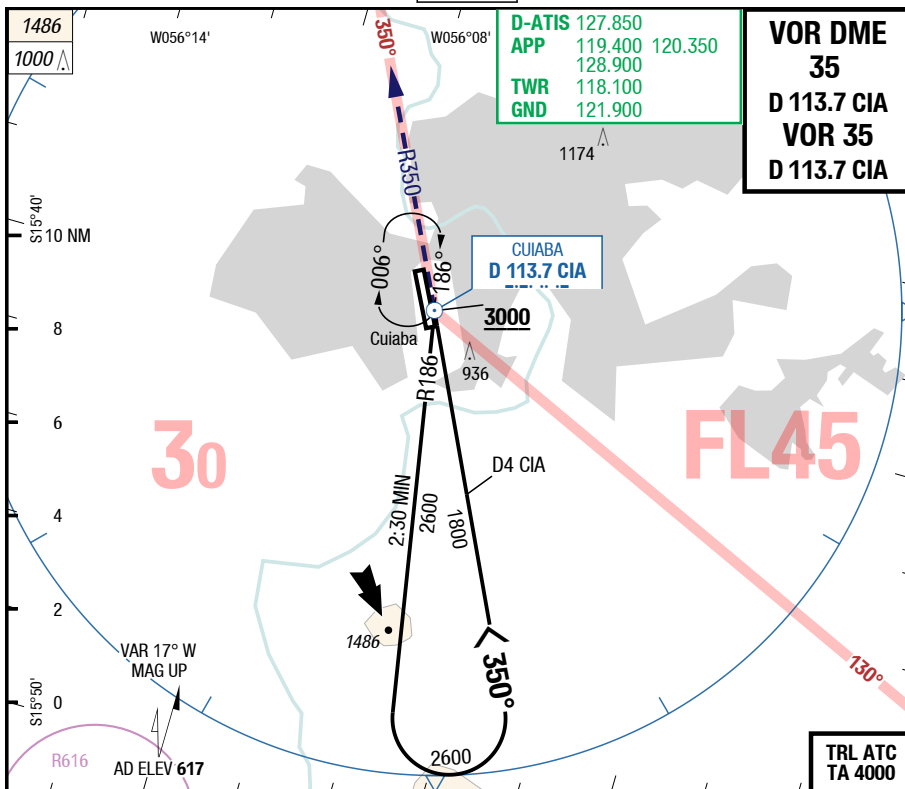 1486
1000
W056°14'
350°
W056°08'
D-ATIS 127.850
APP 119.400 120.350
128.900
TWR 118.100
GND 121.900
VOR DME
35
D 113.7 CIA
VOR 35
D 113.7 CIA
1174
R350
S15°40'
10 NM
006°
186°
CUIABA
D 113.7 CIA
3000
Cuiaba
8
936
R186
6
30
FL45
D4 CIA
2:30 MIN
2600
1800
4
2
1486
VAR 17° W
MAG UP
350°
130°
S15°50'
0
R616
AD ELEV 617
2600
TRL ATC
TA 4000